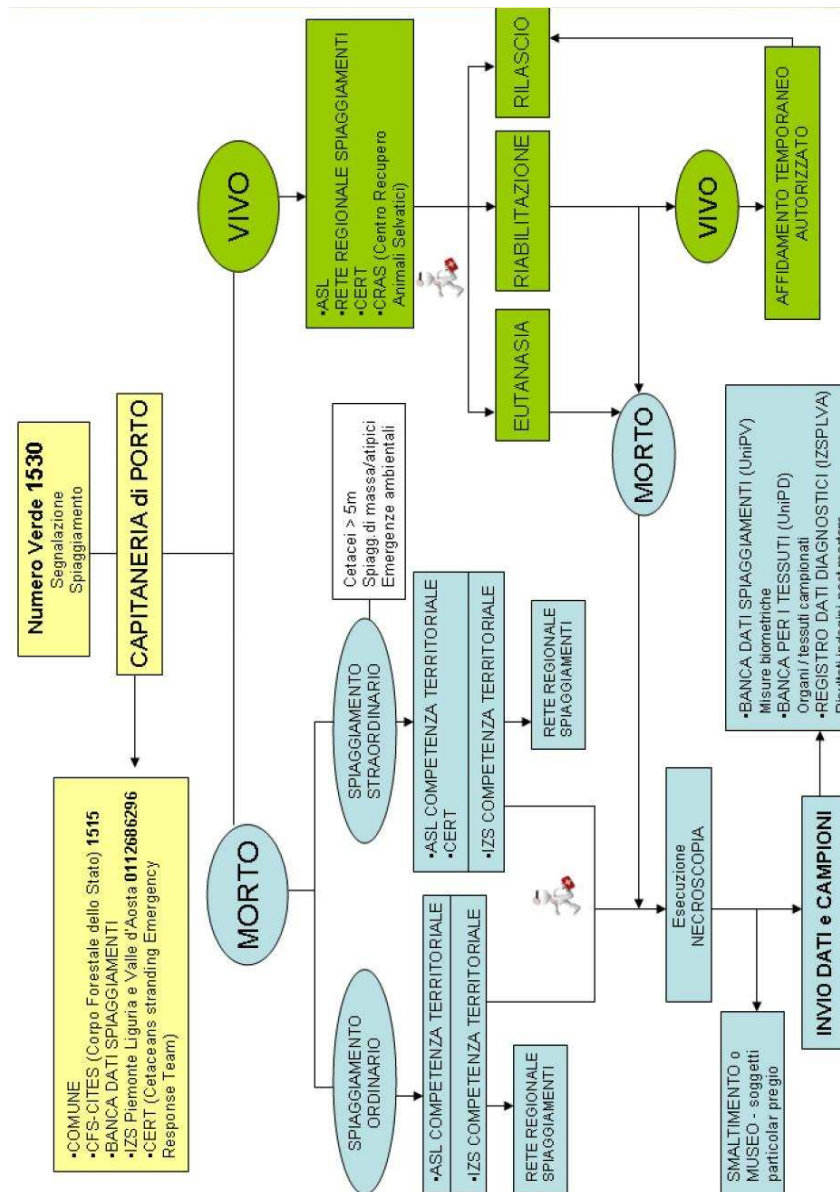 Numero Verde 1530
Segnalazione
Spiaggiamento
CAPITANERIA di PORTO
•COMUNE
•CFS-CITES (Corpo Forestale dello Stato) 1515
•BANCA DATI SPIAGGIAMENTI
•IZS Piemonte Liguria e Valle d'Aosta 0112686296
•CERT (Cetaceans stranding Emergency
Response Team)
MORTO
VIVO
SPIAGGIAMENTO
ORDINARIO
SPIAGGIAMENTO
STRAORDINARIO
Cetacei > 5m
Spiagg. di massa/atipici
Emergenze ambientali
•ASL
•RETE REGIONALE SPIAGGIAMENTI
•CERT
•CRAS (Centro Recupero
Animali Selvatici)
•ASL COMPETENZA TERRITORIALE
•IZS COMPETENZA TERRITORIALE
RETE REGIONALE
SPIAGGIAMENTI
•ASL COMPETENZA TERRITORIALE
•CERT
•IZS COMPETENZA TERRITORIALE
RETE REGIONALE
SPIAGGIAMENTI
EUTANASIA
RIABILITAZIONE
RILASCIO
MORTO
VIVO
AFFIDAMENTO TEMPORANEO
AUTORIZZATO
Esecuzione
NECROSCOPIA
SMALTIMENTO o
MUSEO - soggetti
particolar pregio
INVIO DATI e CAMPIONI
•BANCA DATI SPIAGGIAMENTI (UniPV)
Misure biometriche
•BANCA PER I TESSUTI (UniPD)
Organi / tessuti campionati
•REGISTRO DATI DIAGNOSTICI (IZSPLVA)